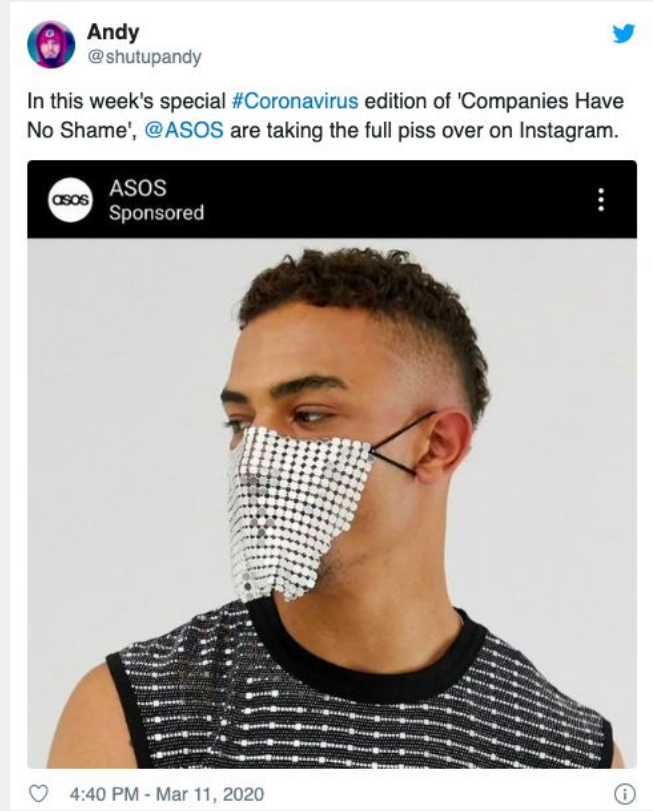 Andy
@shutupandy
In this week's special #Coronavirus edition of 'Companies Have
No Shame', @ASOS are taking the full piss over on Instagram.
asos
ASOS
Sponsored
4:40 PM - Mar 11, 2020